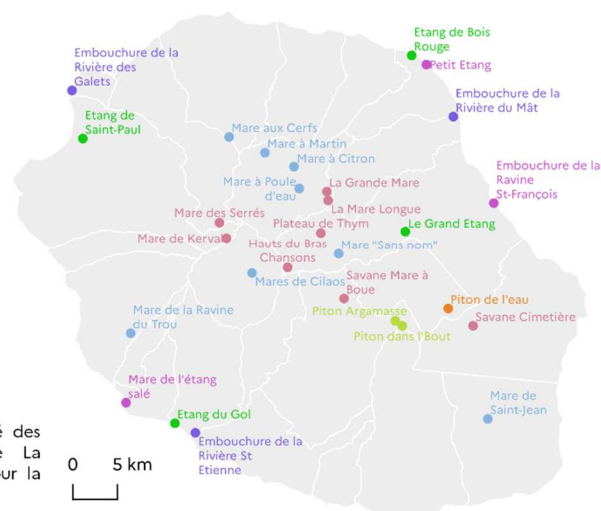 Etang de Bois
Rouge
Petit Etang
Embouchure de la
Rivière des
Galets
Embouchure de la
Rivière du Mât
Etang de
Saint-Paul
Mare aux Cerfs
Mare à Martin
Mare à Citron
Embouchure de la
Ravine
St-François
Mare à Poule
d'eau
La Grande Mare
La Mare Longue
Mare des Serrés
Plateau de Thym
Le Grand Etang
Mare de Kerval
Hauts du Bras
Chansons
Mare "Sans nom"
Mares de Cilaos
Savane Mare à
Boue
Piton de l'eau
Mare de la Ravine
du Trou
Piton Argamasse
Savane Cimetière
Piton dans l'Bout
Mare de l'étang
salé
Mare de
Saint-Jean
Etang du Gol
Embouchure de la
Rivière St
Etienne
des
La
la
0 5 km